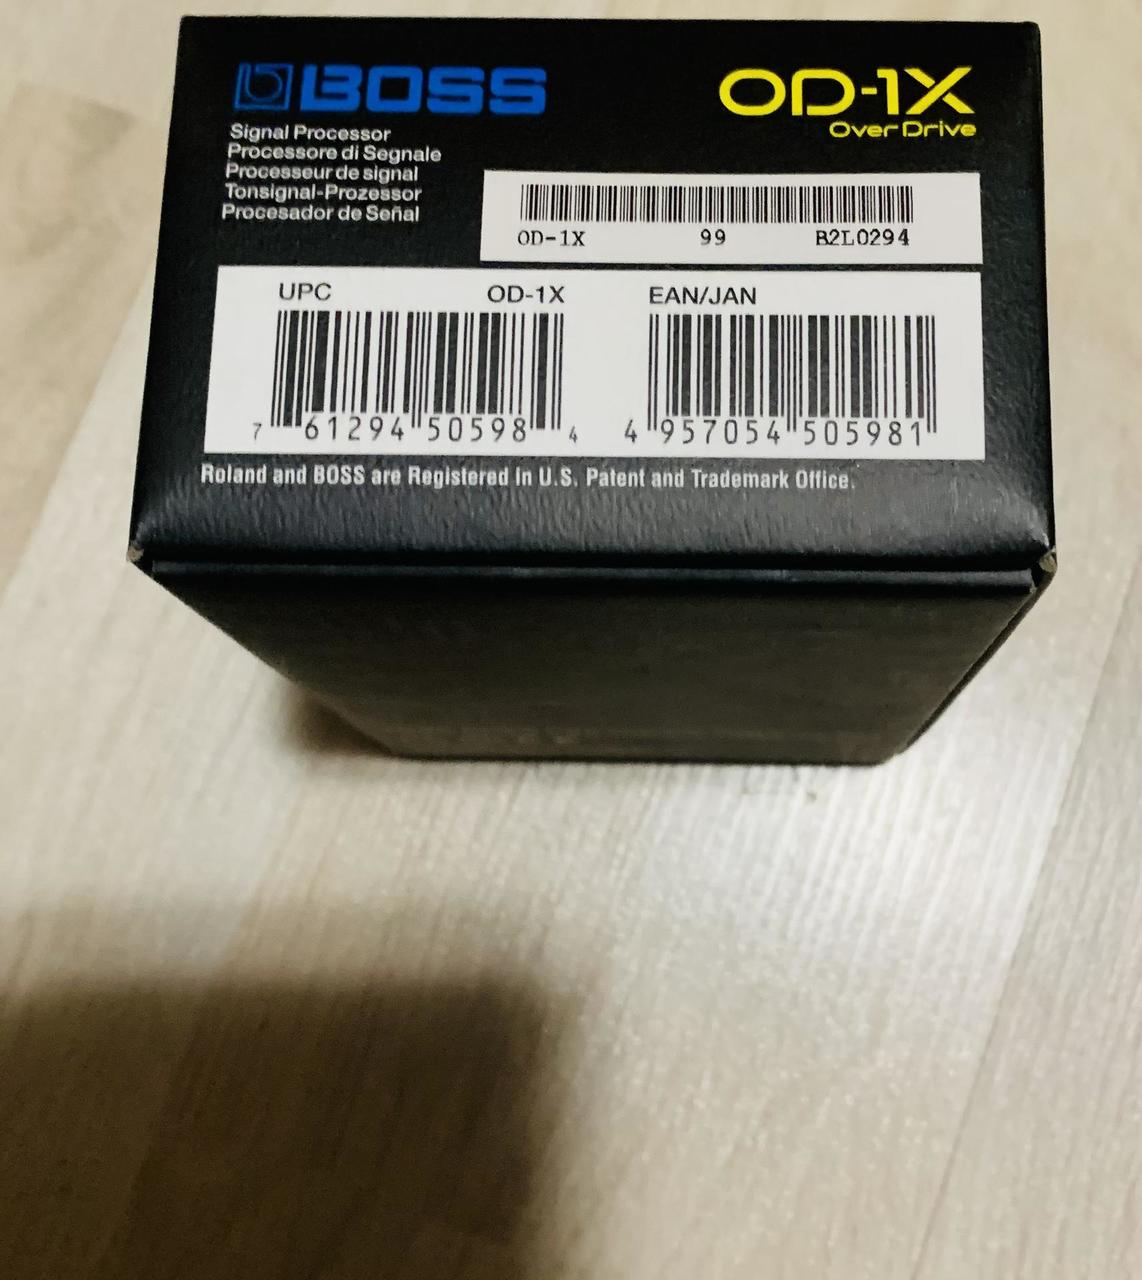 BOSS
OD-1X
Over Drive
Signal Processor
Processore di Segnale
Processeur de signal
Tonsignal-Prozessor
Procesador de Señal
OD-1X 99 B2L0294
UPC OD-1X EAN/JAN
7 61294 50598 4 4 957054 505981
Roland and BOSS are Registered in U.S. Patent and Trademark Office.